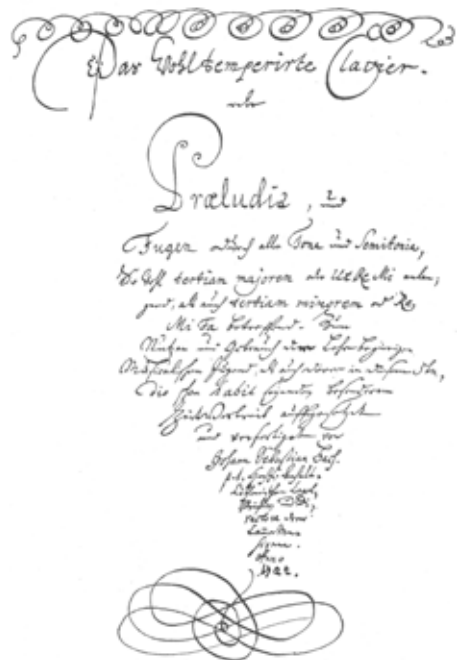 Das Wohltemperirte Clavier.
oder
Præludia, und
Fugen durch alle Tone und Semitonia,
So wohl tertiam majorem oder Ut Re Mi anlan,
gend, als auch tertiam minorem oder Re
Mi Fa betreffend. Zum
Nutzen und Gebrauch der Lehrbegierigen
Musicalischen Jugend, als auch derer in diesem stu,
dio schon habil seyenden besonderem
Zeitvertreib auffgesetzet
und verfertiget von
Johann Sebastian Bach.
p. t.
Anno
1722.